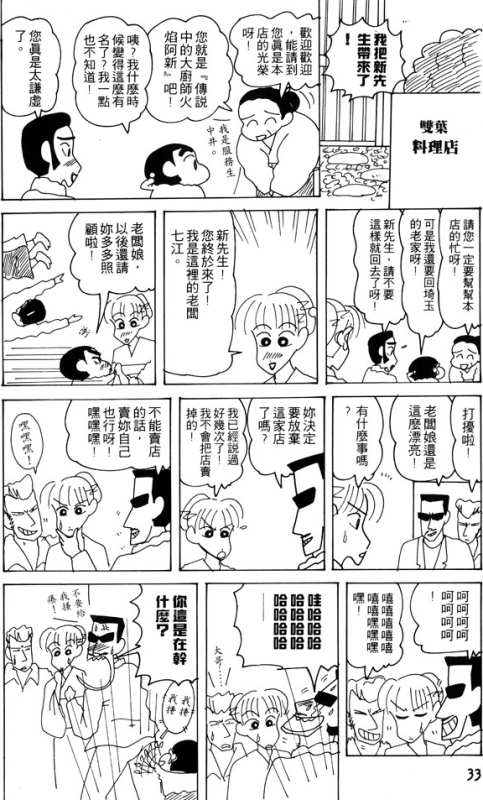 雙葉
料理店
我把新先
生帶來了
!
歡迎歡迎
,能請到
您眞是本
店的光榮
呀!
我是服務生
中井。
您就是『傳說
中的大廚師火
焰阿新』吧!
咦?我什麼時
候變得這麼有
名了?我一點
也不知道!
您眞是太謙虛
了。
請您一定要幫幫本
店的忙呀!
可是我還要回埼玉
的老家呀!
新先生,請不要
這樣就回去了呀!
新先生!
您終於來了!
我是這裡的老闆
七江。
老闆娘,
以後還請
妳多多照
顧啦!
打擾啦!
老闆娘還是
這麼漂亮!
有什麼事嗎
?
妳決定
要放棄
這家店
了嗎?
我已經說過
好幾次了!
我不會把店賣
掉的!
不能賣店
的話,
賣妳自己
也行呀!
嘿嘿嘿!
嘿嘿嘿!
呵呵呵呵
呵呵呵呵
!
嘻嘻嘻嘻
嘻嘻嘿嘿
嘿!
哇哈哈哈
哈哈哈哈
哈哈哈哈
大哥⋯⋯
你這是在幹
什麼?
不要給
我捧
捲!
我捧
我捧
33